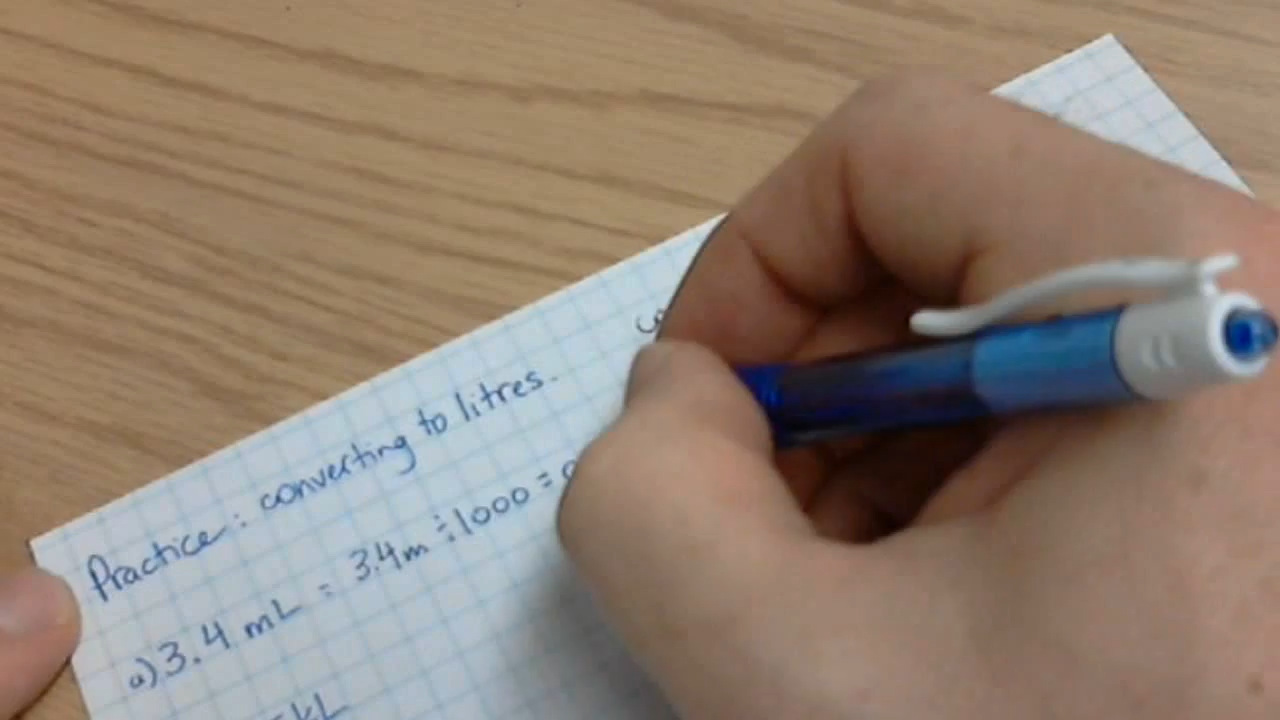 Practice: converting to litres.
a) 3.4 mL = 3.4m ÷ 1000 =
kL